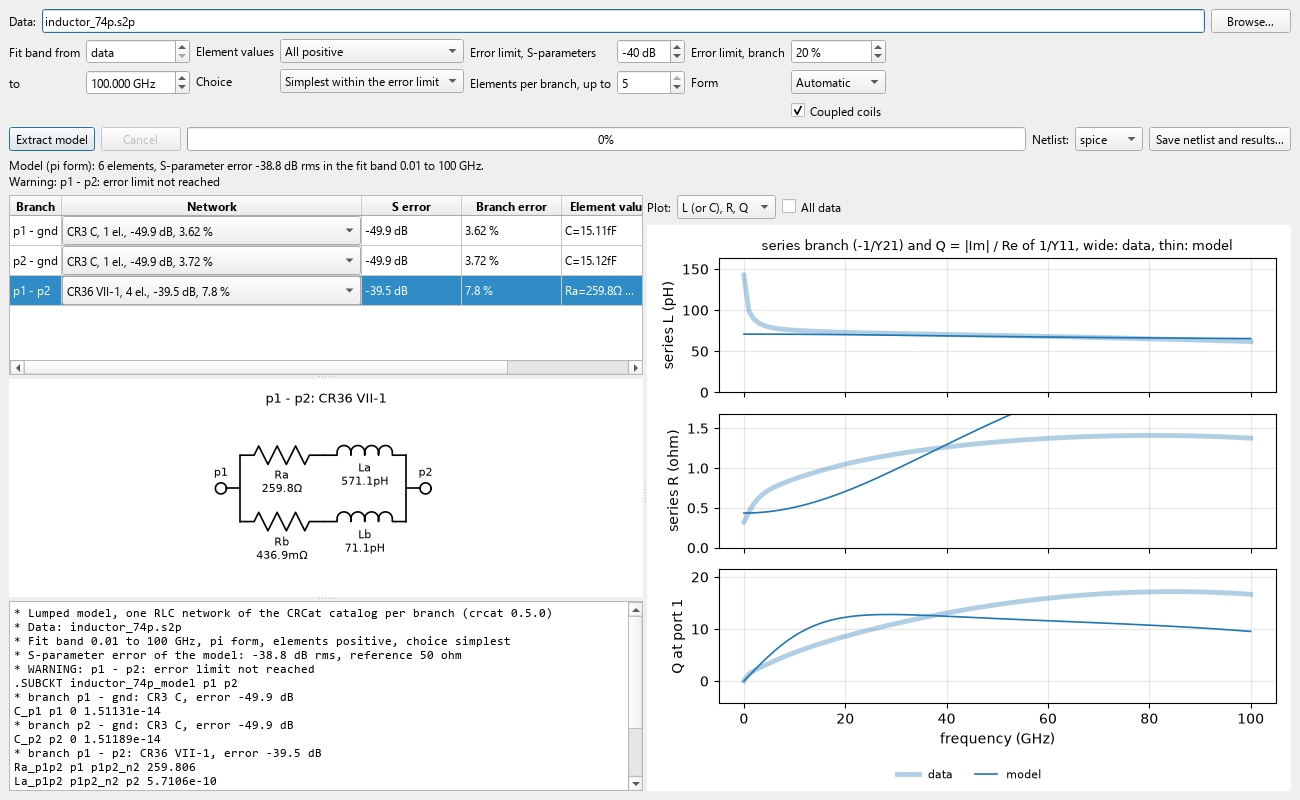 Data: inductor_74p.s2p Browse...
Fit band from data Element values All positive Error limit, S-parameters -40 dB Error limit, branch 20 %
to 100.000 GHz Choice Simplest within the error limit Elements per branch, up to 5 Form Automatic
Coupled coils
Extract model Cancel 0% Netlist: spice Save netlist and results...
Model (pi form): 6 elements, S-parameter error -38.8 dB rms in the fit band 0.01 to 100 GHz.
Warning: p1 - p2: error limit not reached
Branch Network S error Branch error Element valu
p1 - gnd CR3 C, 1 el., -49.9 dB, 3.62 % -49.9 dB 3.62 % C=15.11fF
p2 - gnd CR3 C, 1 el., -49.9 dB, 3.72 % -49.9 dB 3.72 % C=15.12fF
p1 - p2 CR36 VII-1, 4 el., -39.5 dB, 7.8 % -39.5 dB 7.8 % Ra=259.8Ω ...
p1 - p2: CR36 VII-1
p1
Ra
259.8Ω
La
571.1pH
p2
Rb
436.9mΩ
Lb
71.1pH
* Lumped model, one RLC network of the CRCat catalog per branch (crcat 0.5.0)
* Data: inductor_74p.s2p
* Fit band 0.01 to 100 GHz, pi form, elements positive, choice simplest
* S-parameter error of the model: -38.8 dB rms, reference 50 ohm
* WARNING: p1 - p2: error limit not reached
.SUBCKT inductor_74p_model p1 p2
* branch p1 - gnd: CR3 C, error -49.9 dB
C_p1 p1 0 1.51131e-14
* branch p2 - gnd: CR3 C, error -49.9 dB
C_p2 p2 0 1.51189e-14
* branch p1 - p2: CR36 VII-1, error -39.5 dB
Ra_p1p2 p1 p1p2_n2 259.806
La_p1p2 p1p2_n2 p2 5.7106e-10
Plot: L (or C), R, Q All data
series branch (-1/Y21) and Q = |Im| / Re of 1/Y11, wide: data, thin: model
series L (pH)
150
100
50
0
series R (ohm)
1.5
1.0
0.5
0.0
Q at port 1
20
10
0
0 20 40 60 80 100
frequency (GHz)
data model